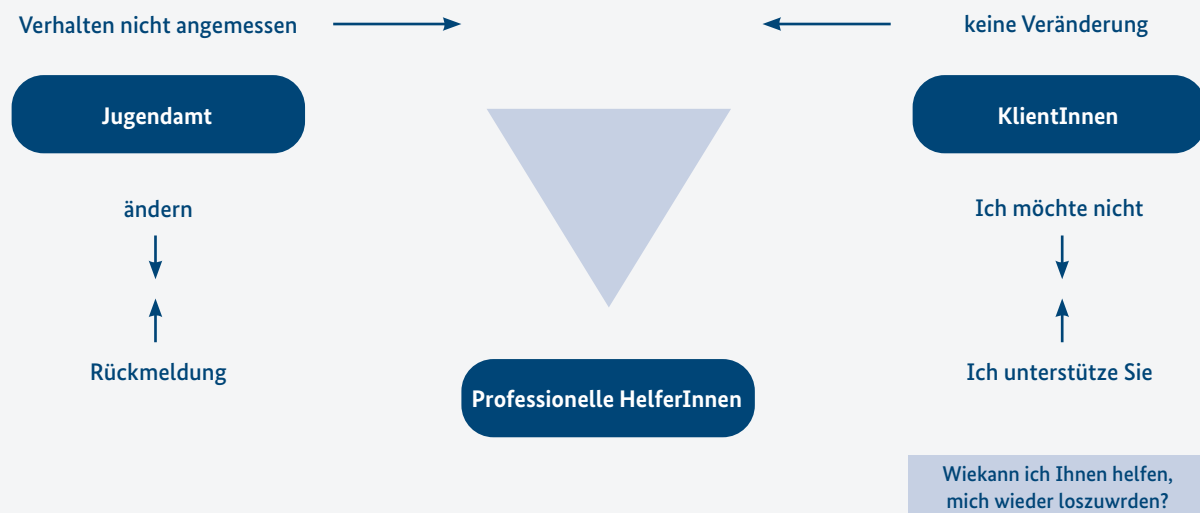 Verhalten nicht angemessen
keine Veränderung
Jugendamt
KlientInnen
ändern
Ich möchte nicht
Rückmeldung
Ich unterstütze Sie
Professionelle HelferInnen
Wiekann ich Ihnen helfen,
mich wieder loszuwrden?